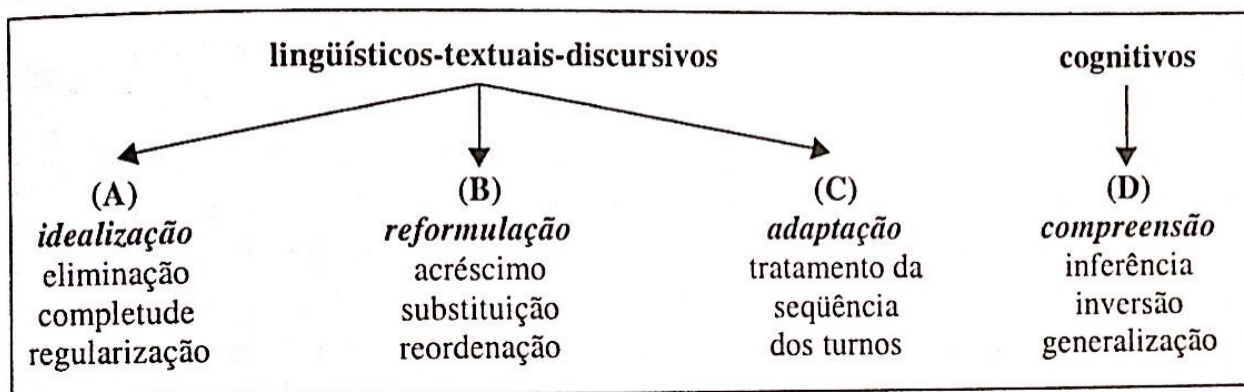 lingüísticos-textuais-discursivos cognitivos
(A) (B) (C) (D)
idealização reformulação adaptação compreensão
eliminação acréscimo tratamento da inferência
completude substituição seqüência inversão
regularização reordenação dos turnos generalização